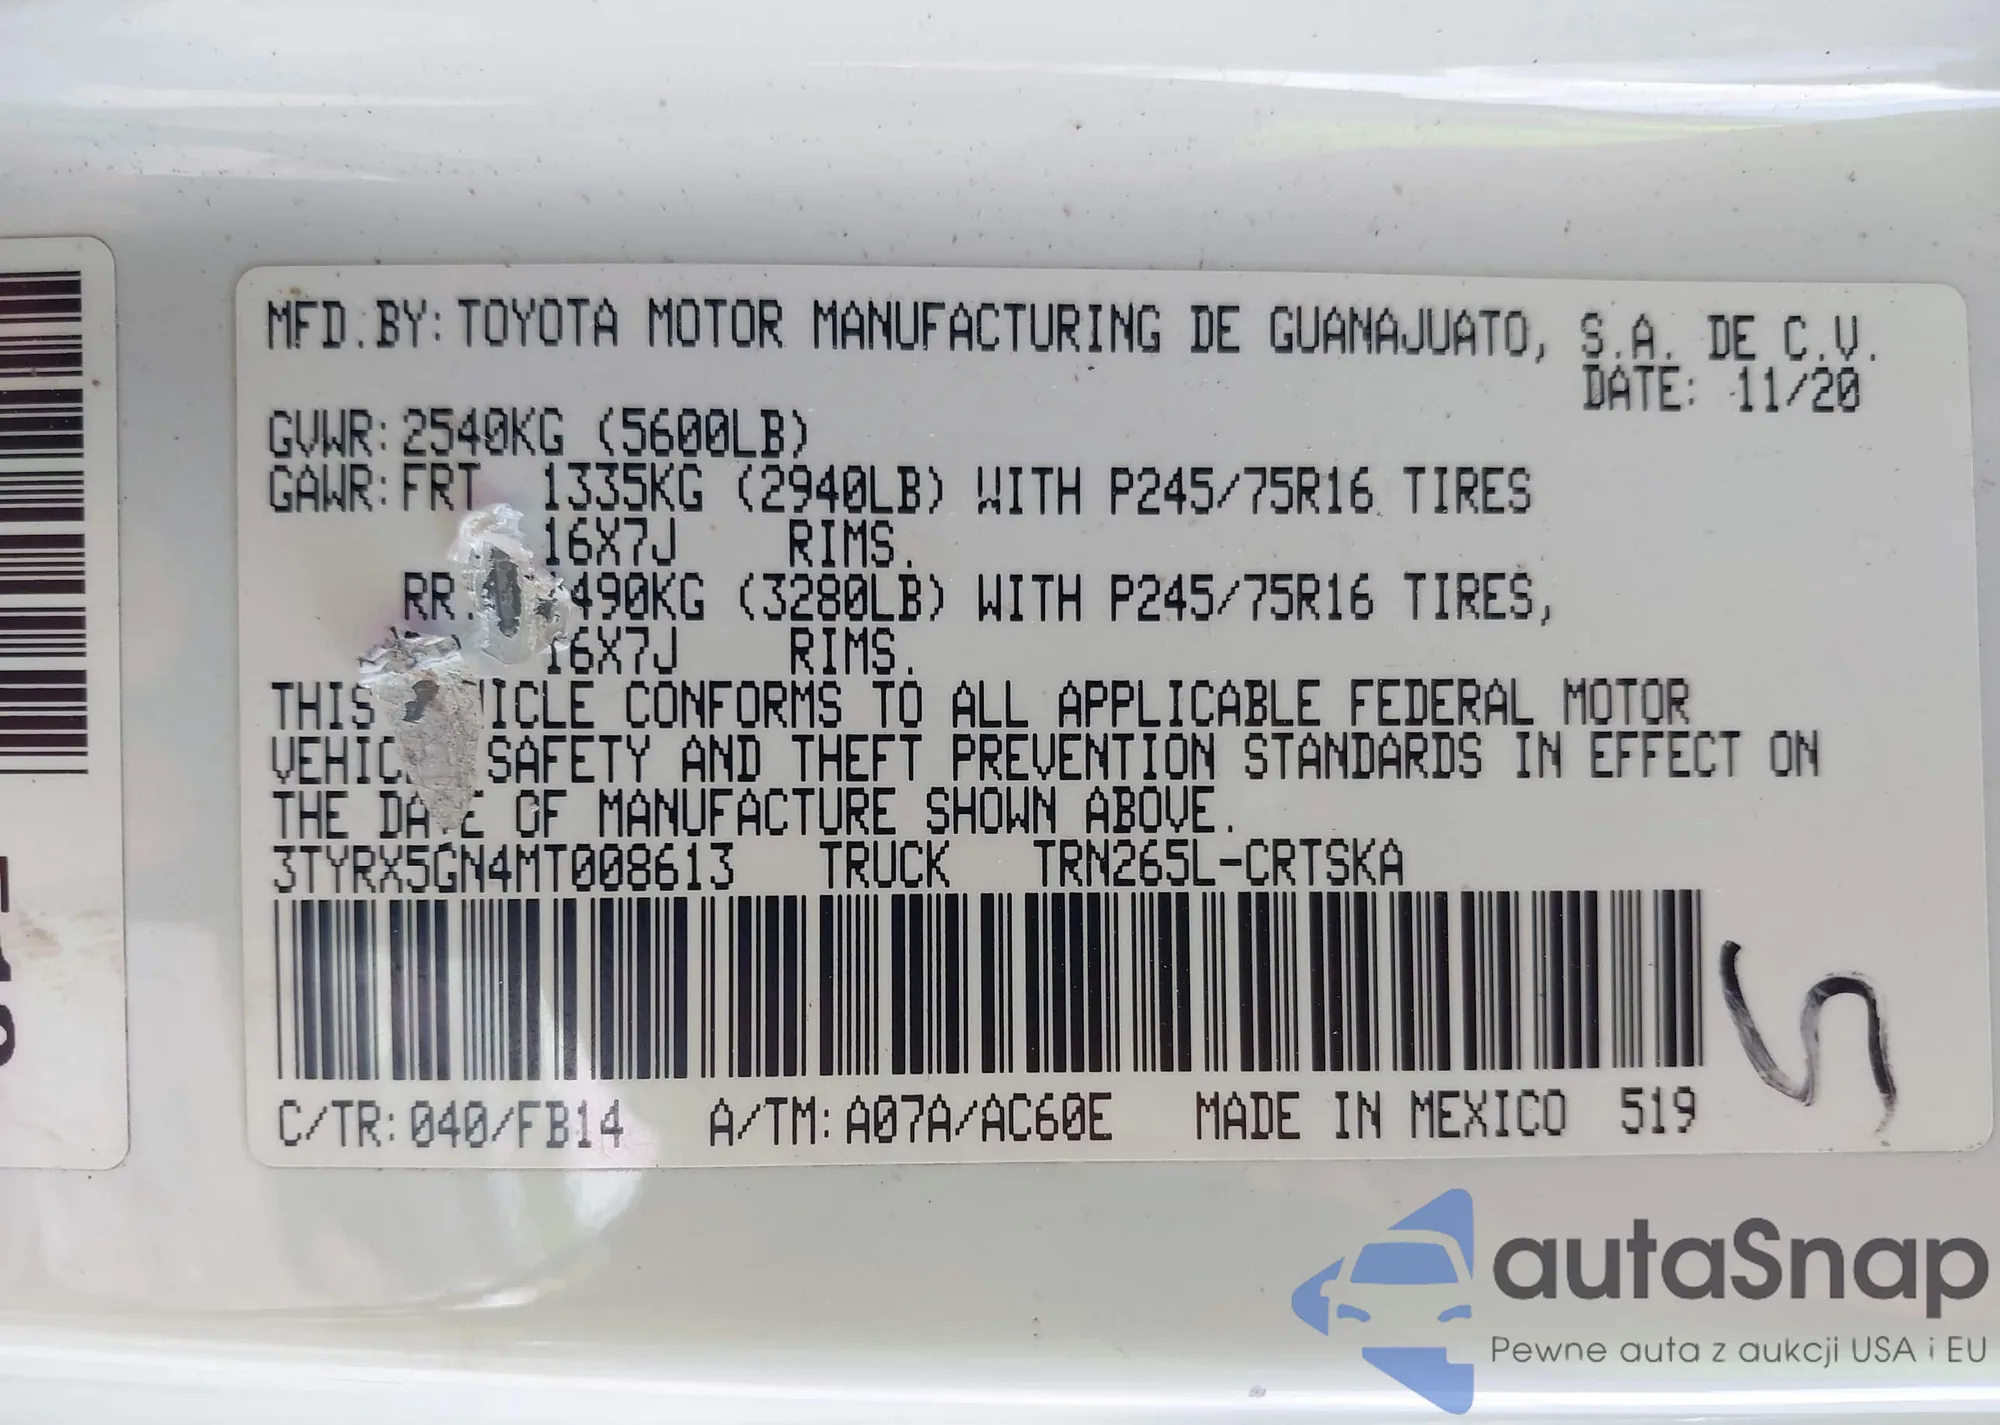 MFD.BY: TOYOTA MOTOR MANUFACTURING DE GUANAJUATO, S.A. DE C.V.
DATE: 11/20
GVWR: 2540KG (5600LB)
GAWR: FRT 1335KG (2940LB) WITH P245/75R16 TIRES
16X7J RIMS.
RR. 490KG (3280LB) WITH P245/75R16 TIRES,
16X7J RIMS.
THIS ICLE CONFORMS TO ALL APPLICABLE FEDERAL MOTOR
VEHIC SAFETY AND THEFT PREVENTION STANDARDS IN EFFECT ON
THE DATE OF MANUFACTURE SHOWN ABOVE.
3TYRX5GN4MT008613 TRUCK TRN265L-CRTSKA
C/TR: 040/FB14 A/TM: A07A/AC60E MADE IN MEXICO 519
autaSnap
Pewne auta z aukcji USA i EU